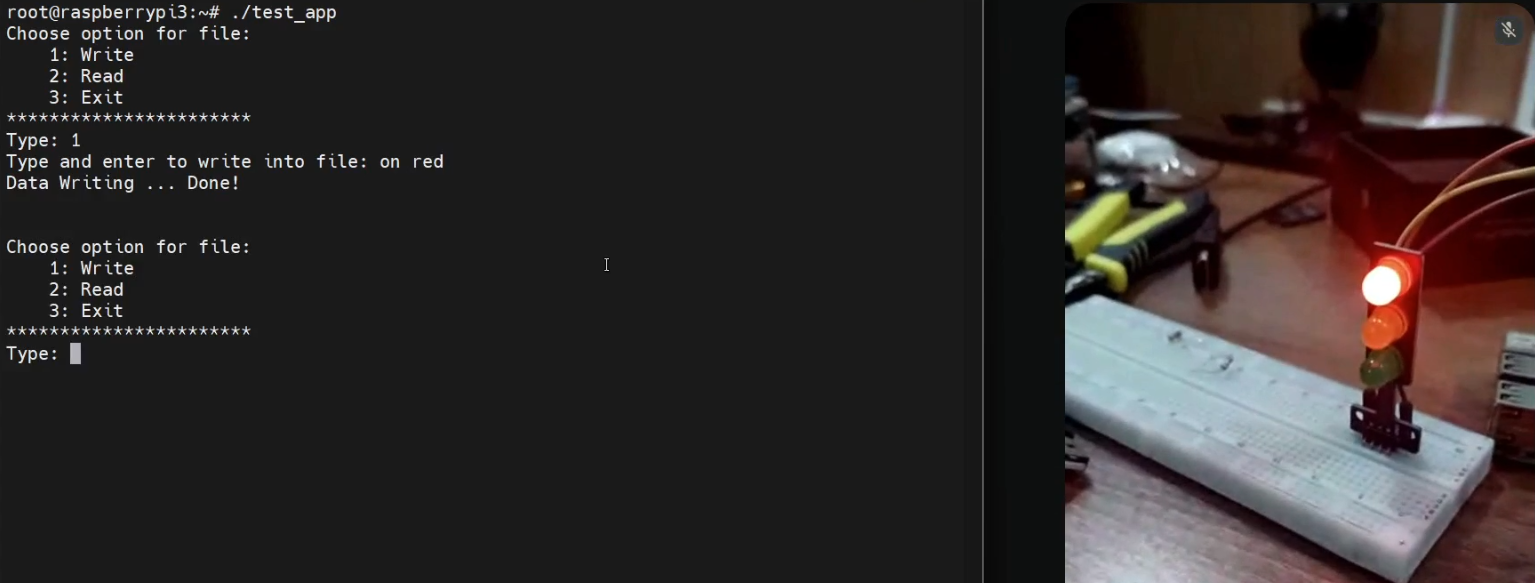 root@raspberrypi3:~# ./test_app
Choose option for file:
    1: Write
    2: Read
    3: Exit
***********************
Type: 1
Type and enter to write into file: on red
Data Writing ... Done!
Choose option for file:
    1: Write
    2: Read
    3: Exit
***********************
Type: